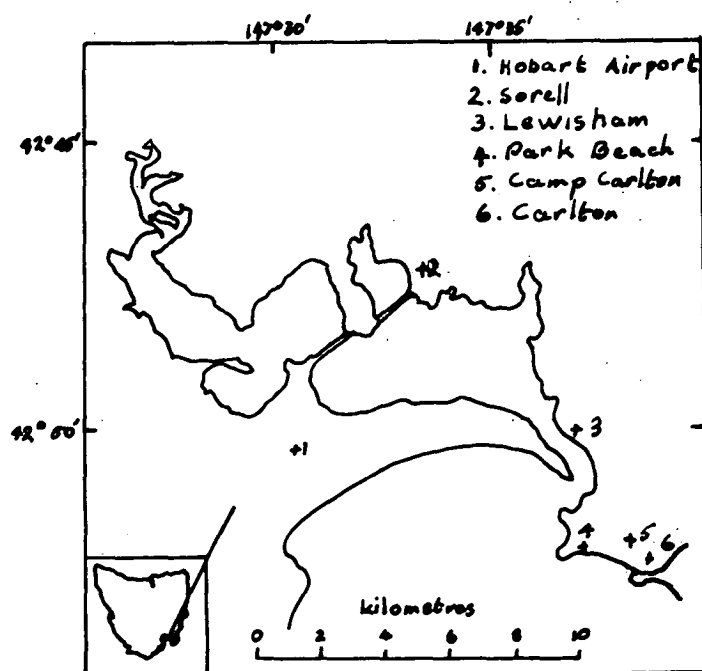 147°30' 147°35'
1. Hobart Airport
2. Sorell
3. Lewisham
4. Park Beach
5. Camp Carlton
6. Carlton
42°45'
+2
42°50'
+3
+1
4
+
+5
6
+
kilometres
0 2 4 6 8 10